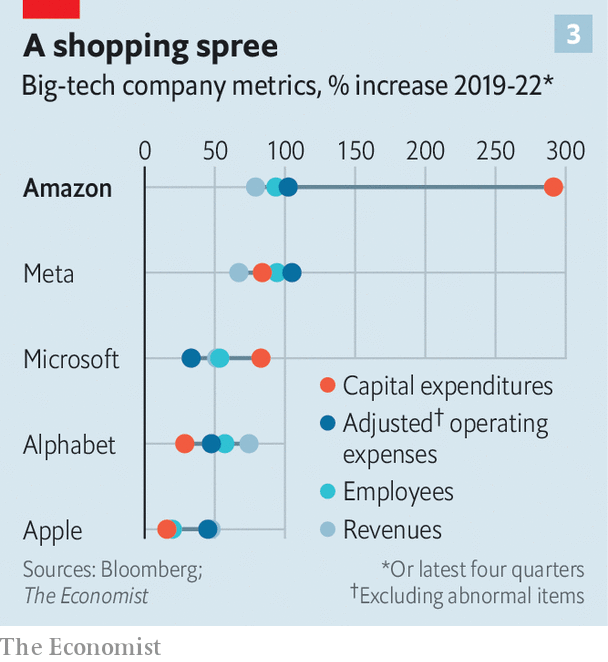 3
A shopping spree
Big-tech company metrics, % increase 2019-22*
0 50 100 150 200 250 300
Amazon
Meta
Microsoft
Alphabet
Apple
Capital expenditures
Adjusted† operating
expenses
Employees
Revenues
Sources: Bloomberg;
The Economist
*Or latest four quarters
†Excluding abnormal items
The Economist